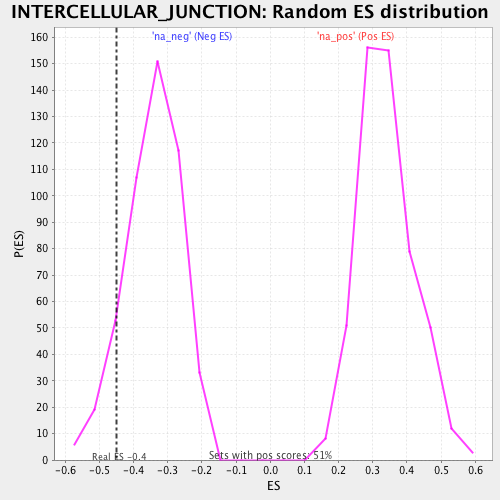 INTERCELLULAR_JUNCTION: Random ES distribution
'na_neg' (Neg ES) 'na_pos' (Pos ES)
160
150
140
130
120
110
100
90
80
70
60
50
40
30
20
10
0
P(ES)
Real ES -0.4 Sets with pos scores: 51%
-0.6 -0.5 -0.4 -0.3 -0.2 -0.1 0.0 0.1 0.2 0.3 0.4 0.5 0.6
ES